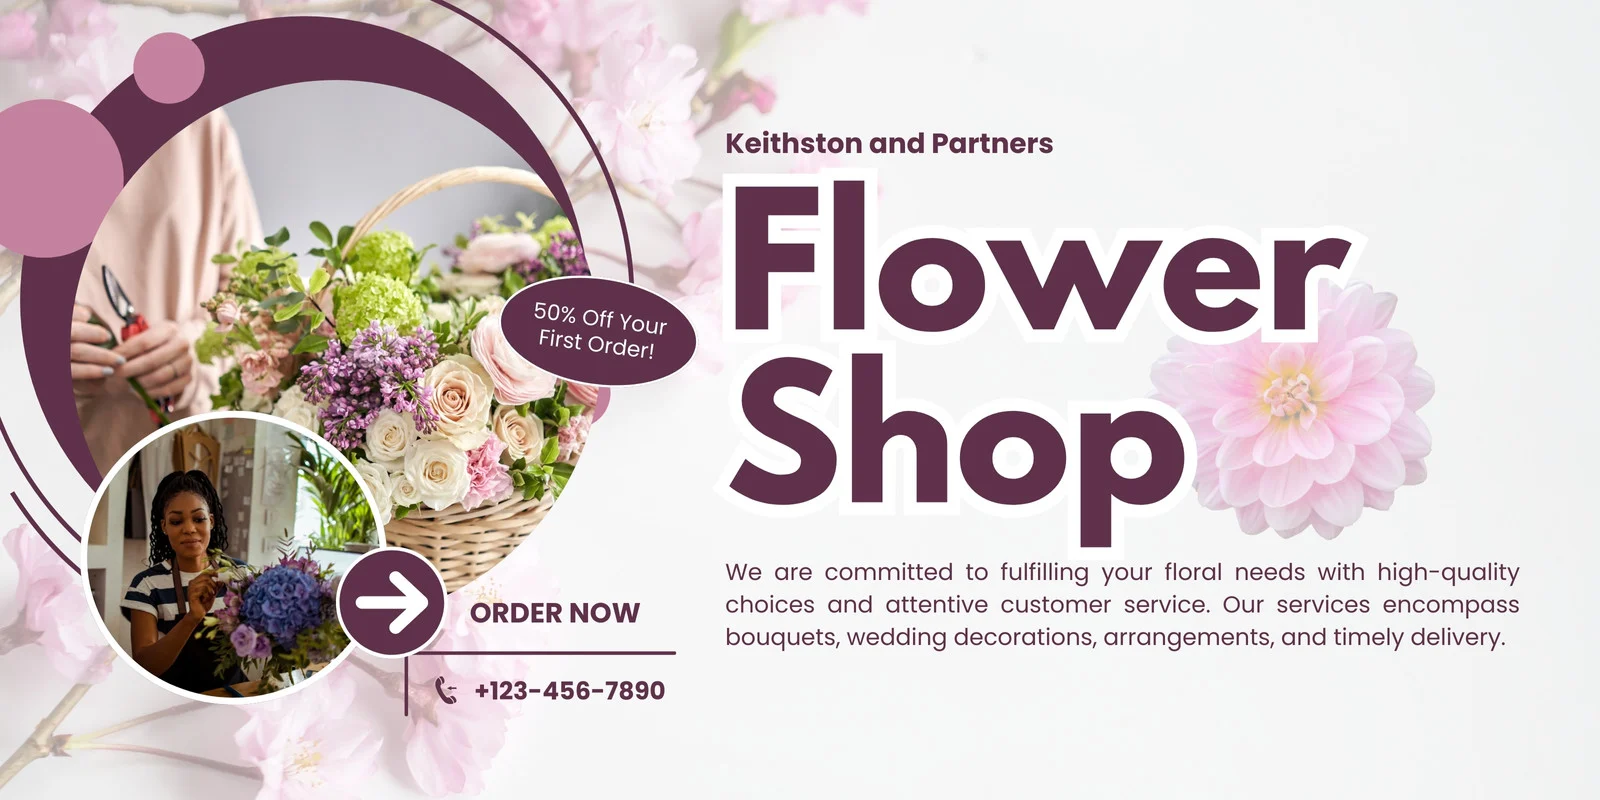 Keithston and Partners
Flower
Shop
50% Off Your
First Order!
We are committed to fulfilling your floral needs with high-quality
choices and attentive customer service. Our services encompass
bouquets, wedding decorations, arrangements, and timely delivery.
ORDER NOW
+123-456-7890